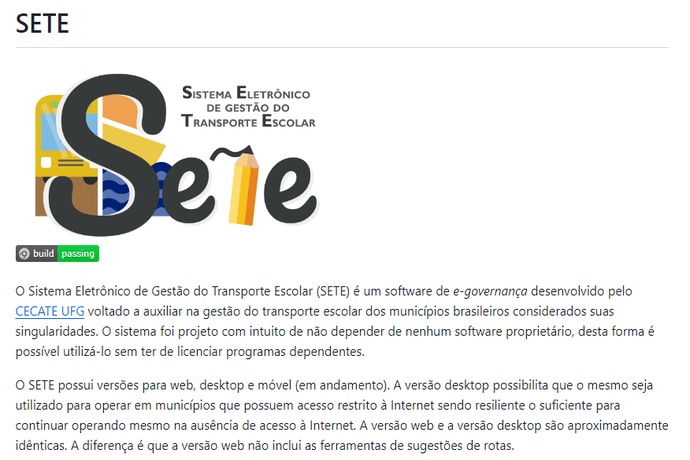 SETE
SISTEMA ELETRÔNICO
DE GESTÃO DO
TRANSPORTE ESCOLAR
Sete
build passing
O Sistema Eletrônico de Gestão do Transporte Escolar (SETE) é um software de e-governança desenvolvido pelo
CECATE UFG voltado a auxiliar na gestão do transporte escolar dos municípios brasileiros considerados suas
singularidades. O sistema foi projeto com intuito de não depender de nenhum software proprietário, desta forma é
possível utilizá-lo sem ter de licenciar programas dependentes.
O SETE possui versões para web, desktop e móvel (em andamento). A versão desktop possibilita que o mesmo seja
utilizado para operar em municípios que possuem acesso restrito à Internet sendo resiliente o suficiente para
continuar operando mesmo na ausência de acesso à Internet. A versão web e a versão desktop são aproximadamente
idênticas. A diferença é que a versão web não inclui as ferramentas de sugestões de rotas.